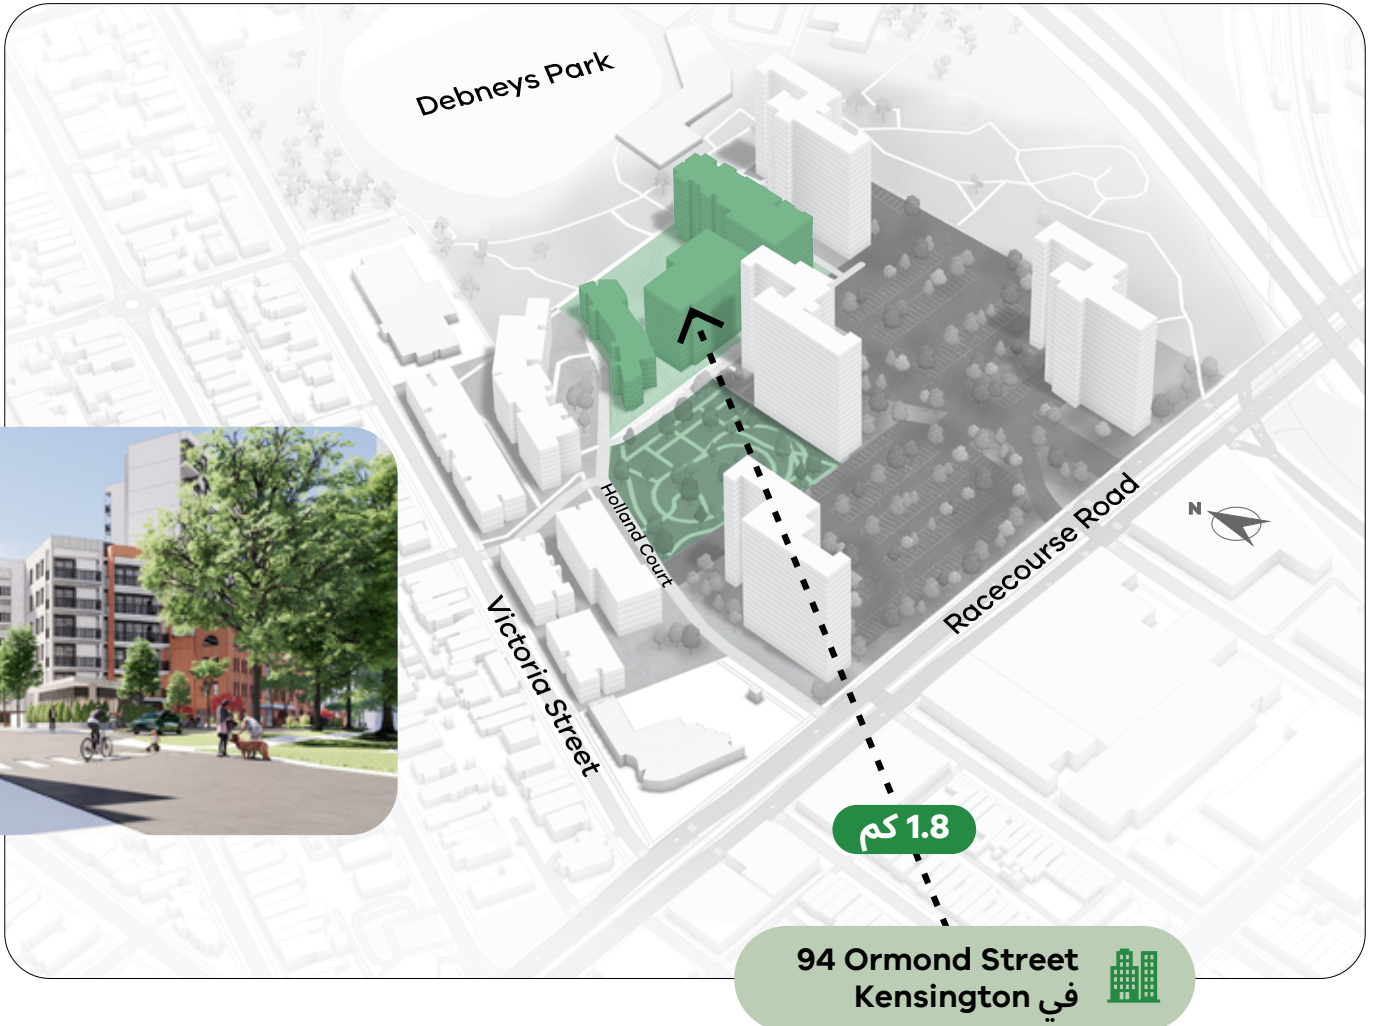 Debneys Park
N
Holland Court
Racecourse Road
Victoria Street
1.8 كم
94 Ormond Street
في Kensington